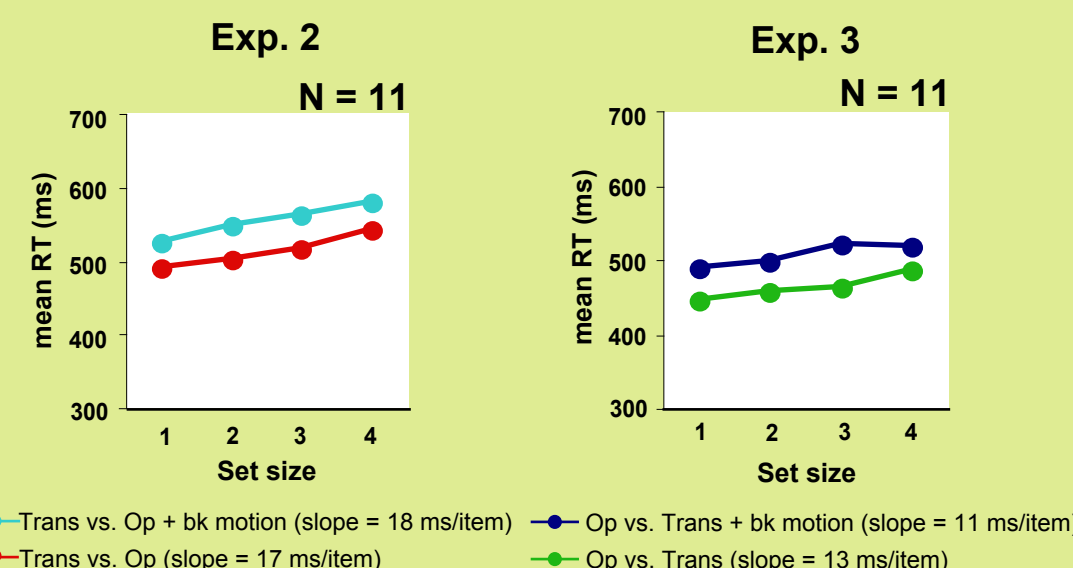 Exp. 2
N = 11
700
600
500
400
300
mean RT (ms)
1 2 3 4
Set size
Trans vs. Op + bk motion (slope = 18 ms/item)
Trans vs. Op (slope = 17 ms/item)
Exp. 3
N = 11
700
600
500
400
300
mean RT (ms)
1 2 3 4
Set size
Op vs. Trans + bk motion (slope = 11 ms/item)
Op vs. Trans (slope = 13 ms/item)